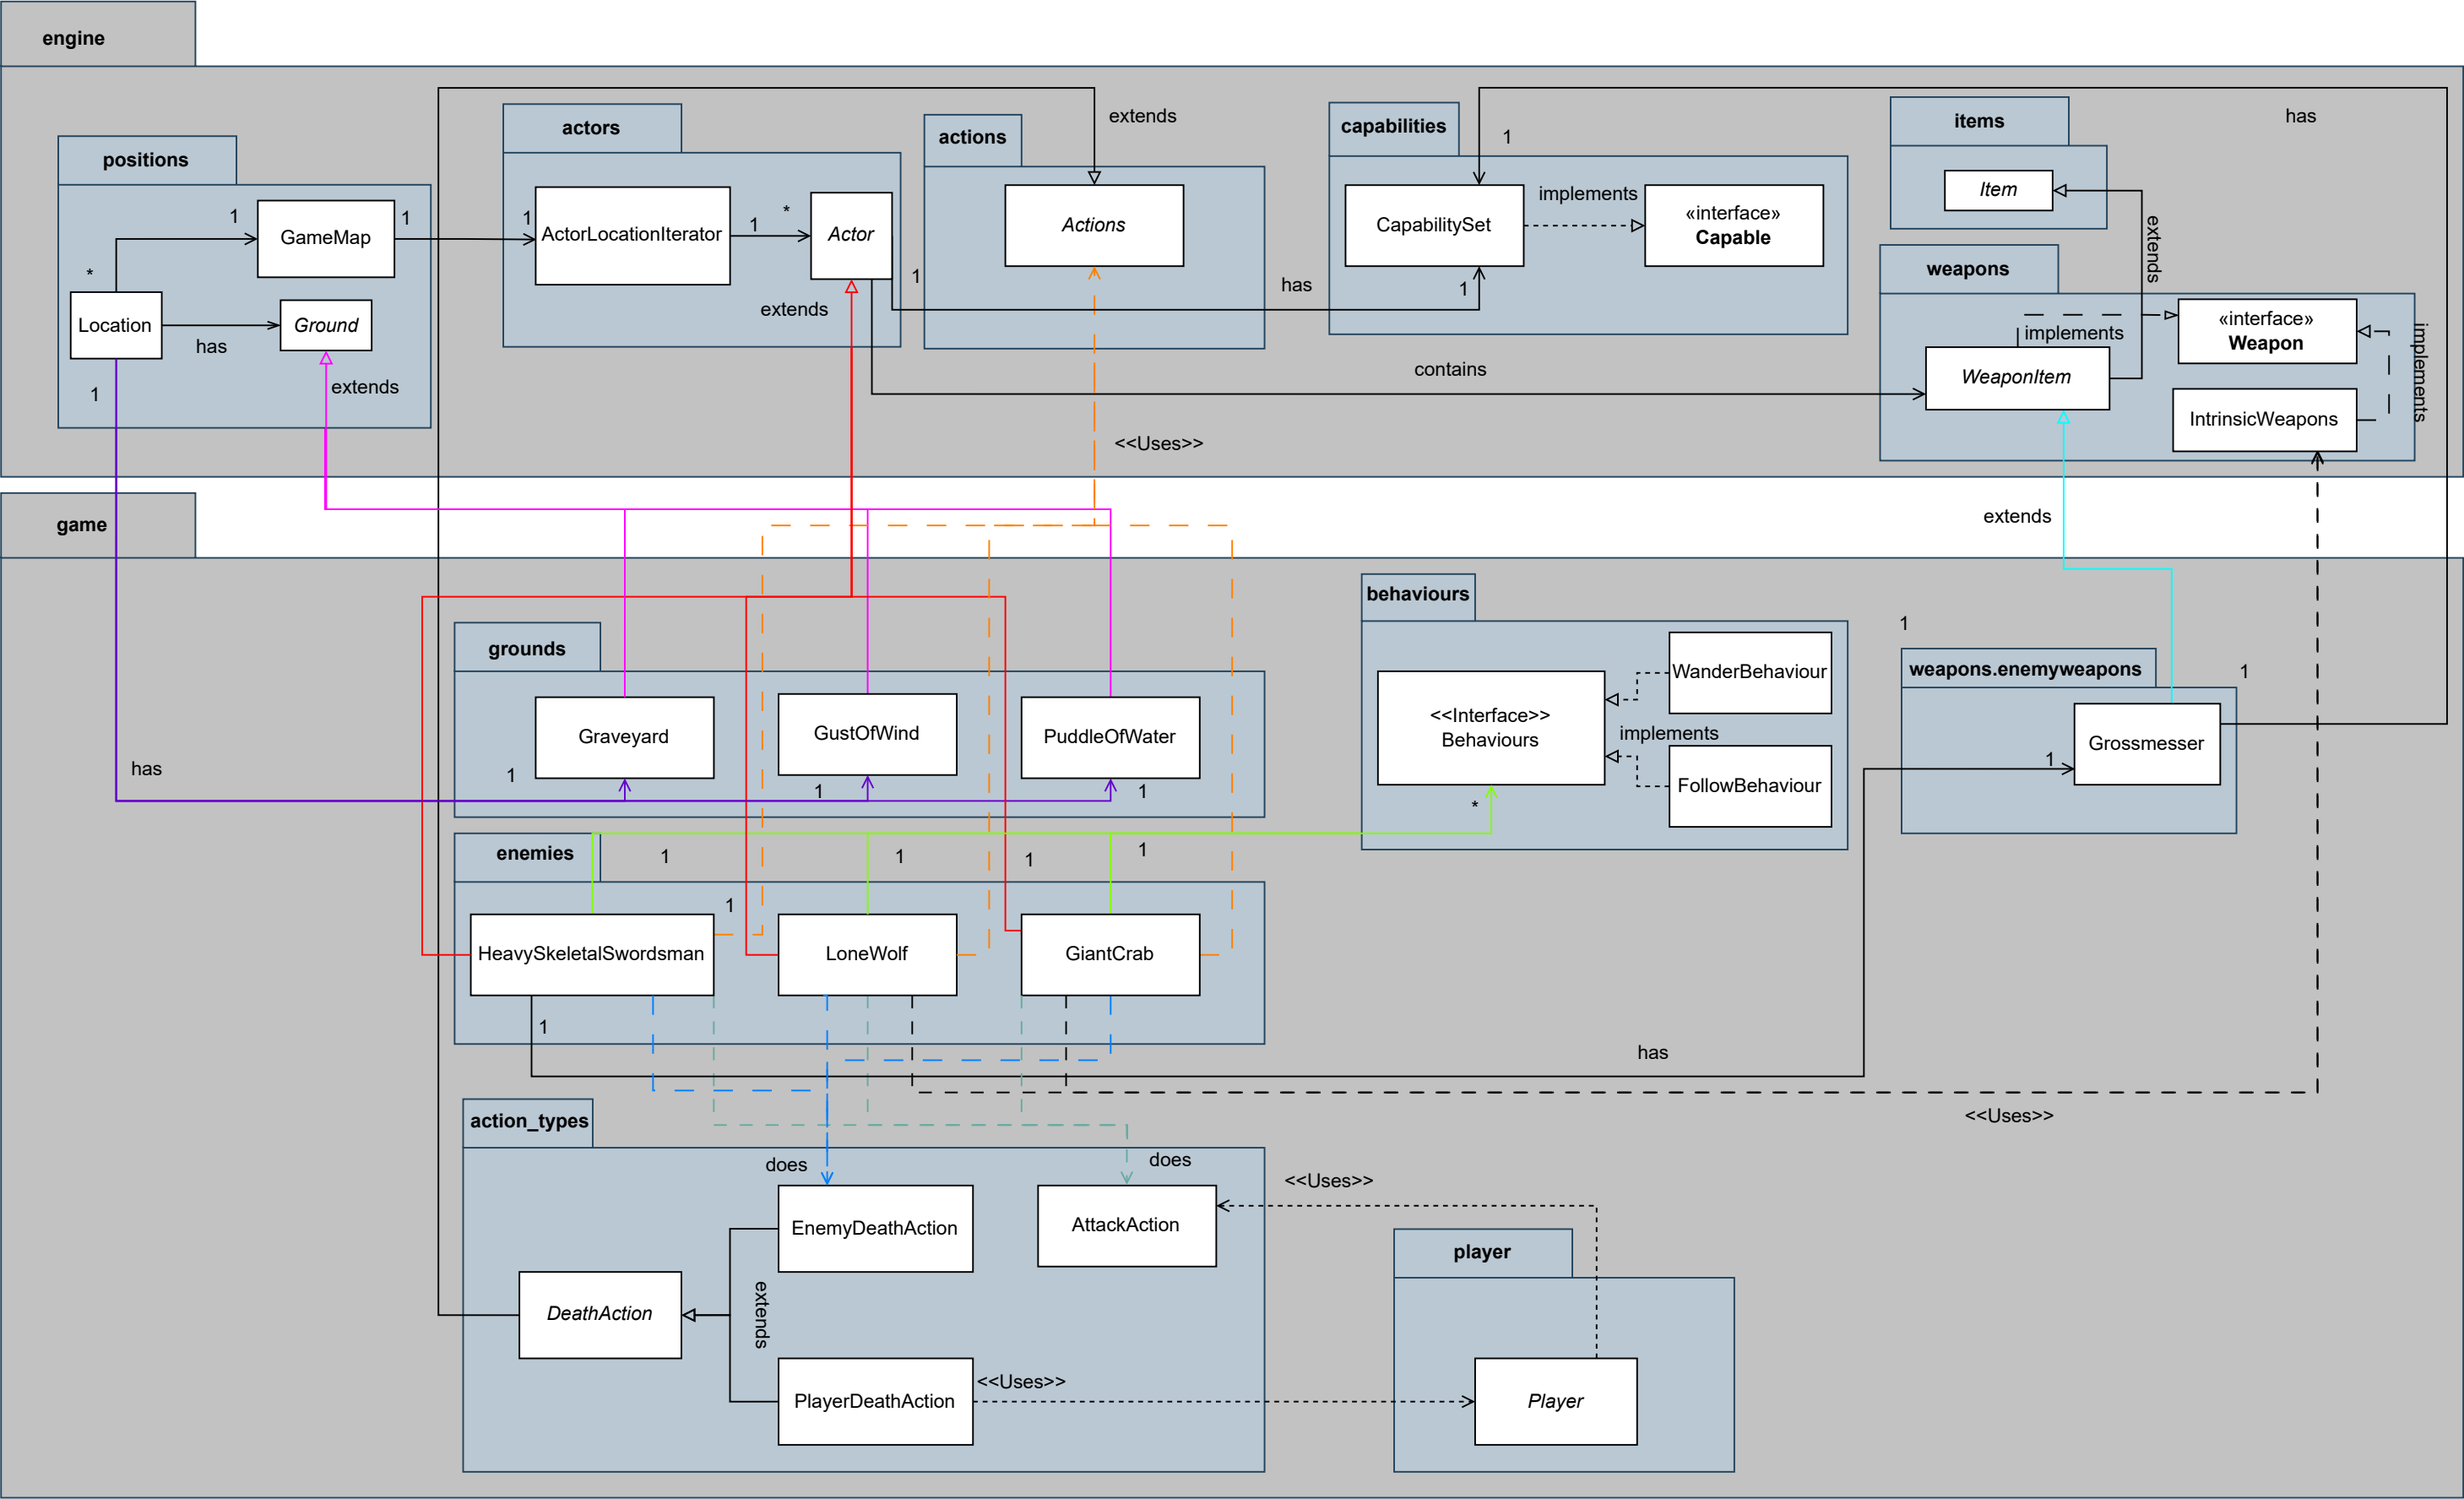 engine
positions
1
GameMap
1
*
Location
has
Ground
1
extends
actors
1
ActorLocationIterator
1
*
Actor
extends
1
actions
extends
Actions
<<Uses>>
capabilities
1
CapabilitySet
implements
«interface»
Capable
1
has
contains
has
items
Item
extends
weapons
implements
«interface»
Weapon
WeaponItem
IntrinsicWeapons
implements
extends
game
has
grounds
Graveyard
GustOfWind
PuddleOfWater
1
1
1
behaviours
<<Interface>>
Behaviours
WanderBehaviour
implements
FollowBehaviour
*
1
weapons.enemyweapons
1
Grossmesser
1
enemies
1
1
1
1
1
HeavySkeletalSwordsman
LoneWolf
GiantCrab
1
has
<<Uses>>
action_types
does
does
EnemyDeathAction
AttackAction
<<Uses>>
DeathAction
extends
PlayerDeathAction
<<Uses>>
player
Player